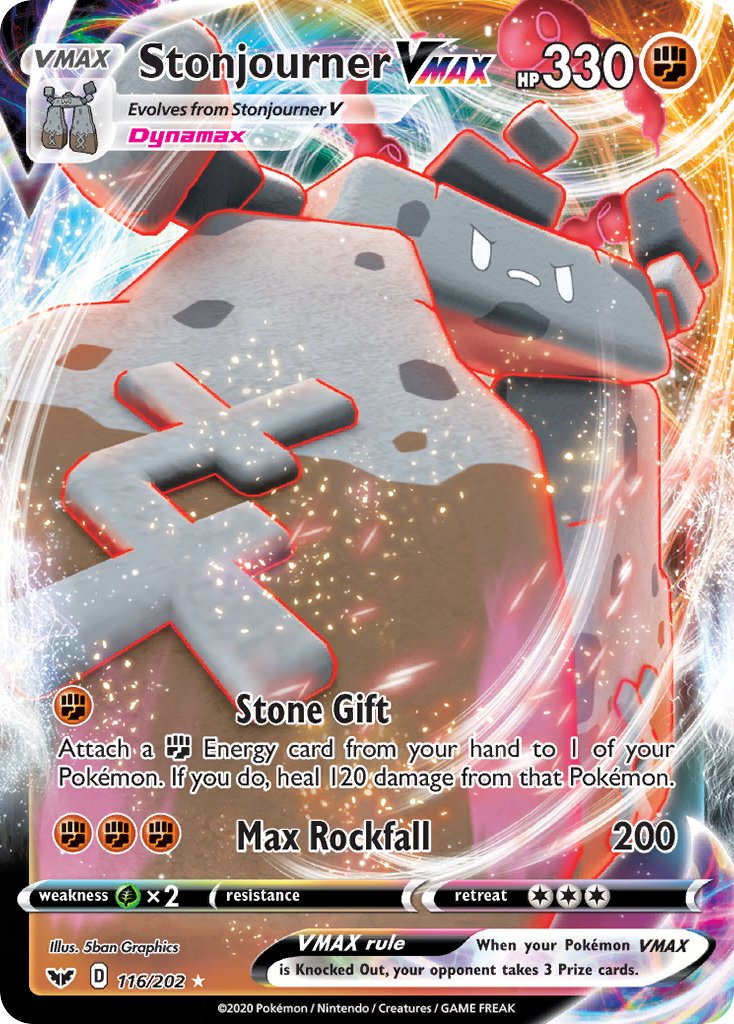 VMAX
Stonjourner VMAX
HP 330
Evolves from Stonjourner V
Dynamax
Stone Gift
Attach a Energy card from your hand to 1 of your
Pokémon. If you do, heal 120 damage from that Pokémon.
Max Rockfall 200
weakness ×2 resistance retreat
Illus. 5ban Graphics
VMAX rule When your Pokémon VMAX
is Knocked Out, your opponent takes 3 Prize cards.
D 116/202
©2020 Pokémon / Nintendo / Creatures / GAME FREAK